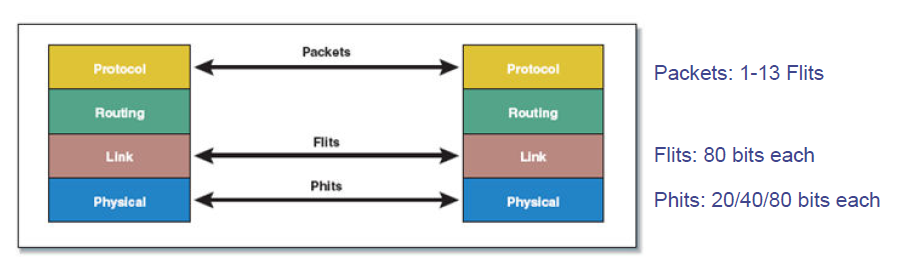 Packets
Protocol Protocol Packets: 1-13 Flits
Routing Routing
Flits
Link Link Flits: 80 bits each
Phits
Physical Physical Phits: 20/40/80 bits each